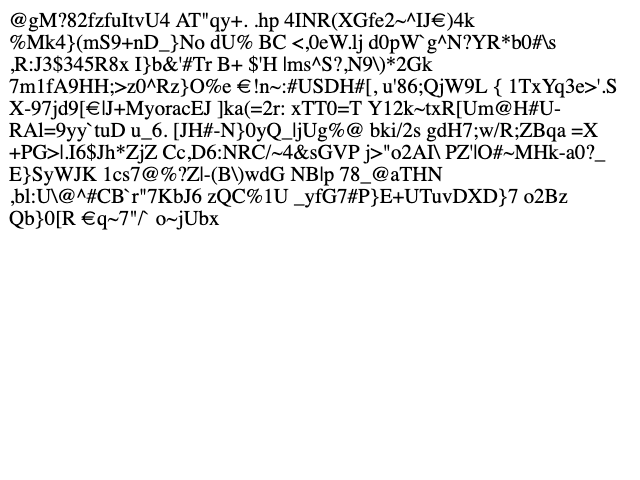 @gM?82fzfuItvU4 AT"qy+. .hp 4INR(XGfe2~^IJ€)4k
%Mk4}(mS9+nD_}No dU% BC <,0eW.lj d0pW`g^N?YR*b0#\s
,R:J3$345R8x I}b&'#Tr B+ $'H |ms^S?,N9\)*2Gk
7m1fA9HH;>z0^Rz}O%e €!n~:#USDH#[, u'86;QjW9L { 1TxYq3e>'.S
X-97jd9[€|J+MyoracEJ ]ka(=2r: xTT0=T Y12k~txR[Um@H#U-
RAl=9yy`tuD u_6. [JH#-N}0yQ_|jUg%@ bki/2s gdH7;w/R;ZBqa =X
+PG>|.I6$Jh*ZjZ Cc,D6:NRC/~4&sGVP j>"o2AI\ PZ'|O#~MHk-a0?_
E}SyWJK 1cs7@%?Z|-(B\)wdG NB|p 78_@aTHN
,bl:U\@^#CB`r"7KbJ6 zQC%1U _yfG7#P}E+UTuvDXD}7 o2Bz
Qb}0[R €q~7"/` o~jUbx